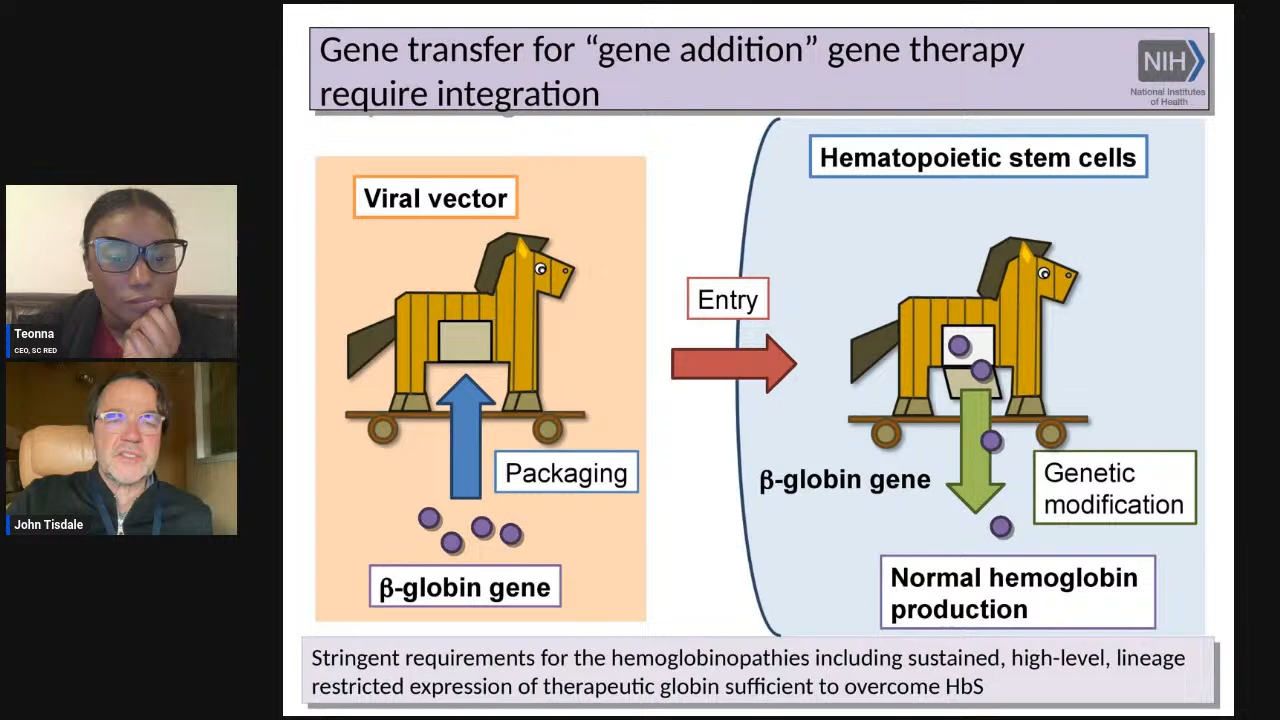 Gene transfer for “gene addition” gene therapy
require integration
NIH
National Institutes
of Health
Viral vector
Packaging
β-globin gene
Entry
Hematopoietic stem cells
β-globin gene
Genetic
modification
Normal hemoglobin
production
Stringent requirements for the hemoglobinopathies including sustained, high-level, lineage
restricted expression of therapeutic globin sufficient to overcome HbS
Teonna
CEO, SC RED
John Tisdale